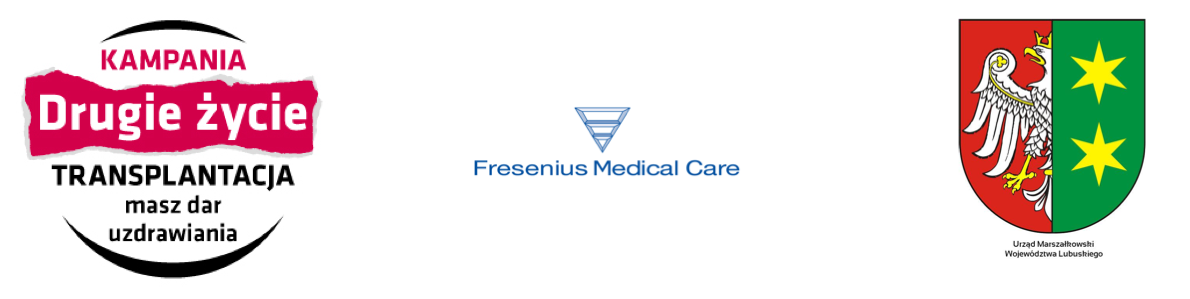 KAMPANIA
Drugie życie
TRANSPLANTACJA
masz dar
uzdrawiania
Fresenius Medical Care
Urząd Marszałkowski
Województwa Lubuskiego